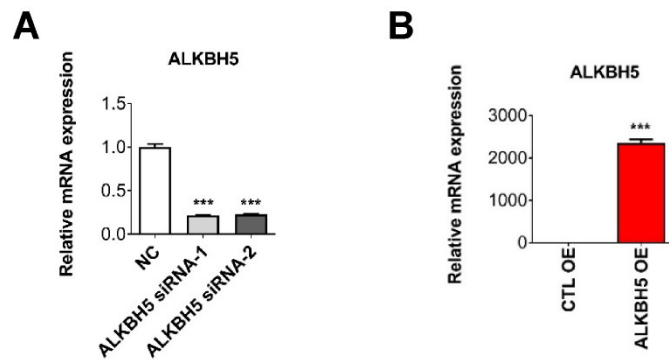 A
ALKBH5
Relative mRNA expression
1.5
1.0
0.5
0.0
***
***
NC
ALKBH5 siRNA-1
ALKBH5 siRNA-2
B
ALKBH5
Relative mRNA expression
3000
2000
1000
0
***
CTL OE
ALKBH5 OE